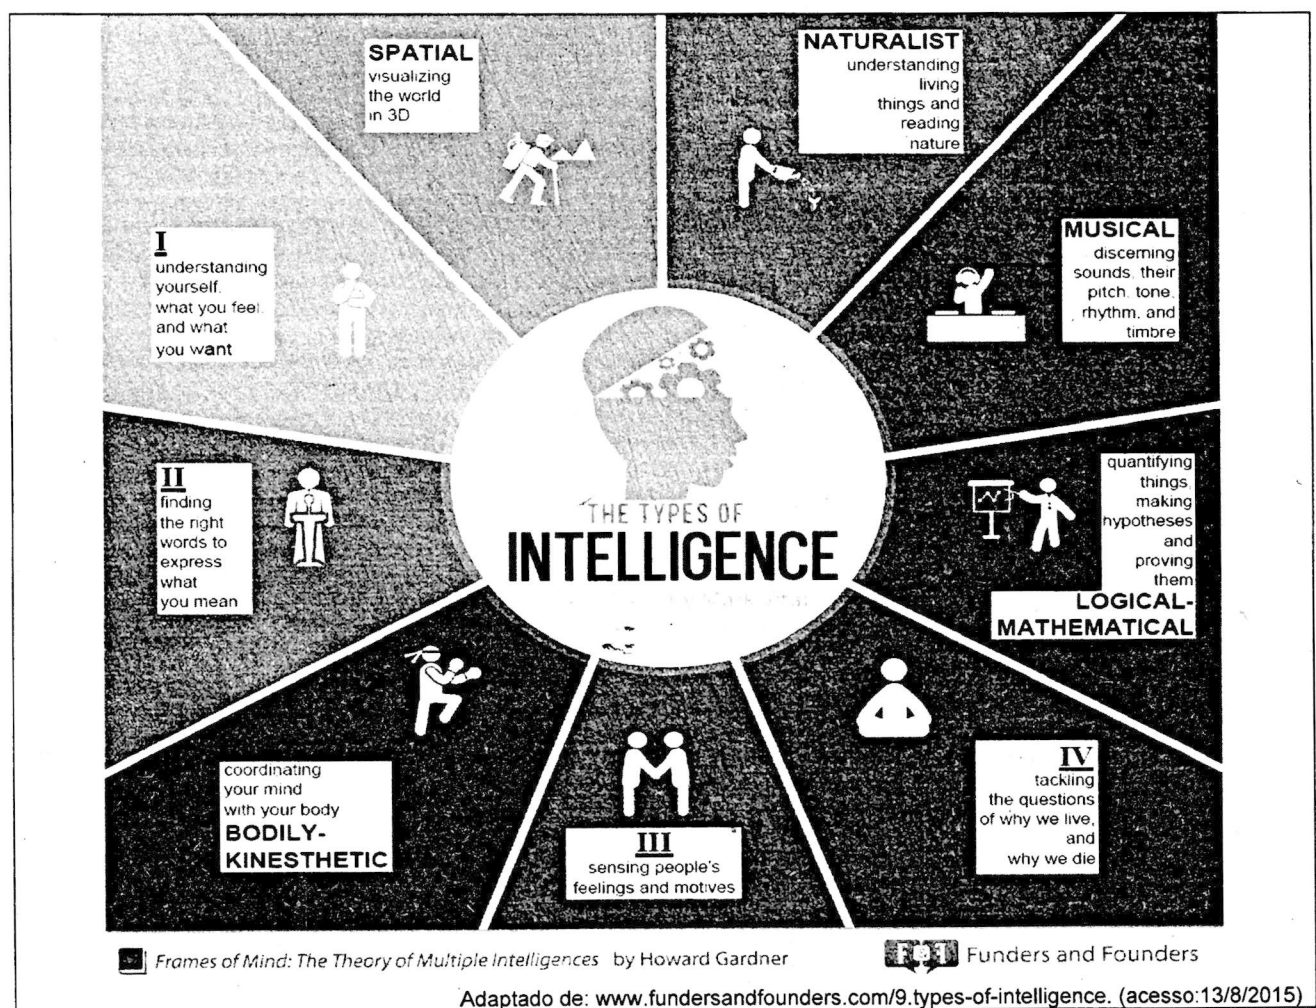 SPATIAL
visualizing
the world
in 3D
NATURALIST
understanding
living
things and
reading
nature
MUSICAL
discerning
sounds, their
pitch, tone,
rhythm, and
timbre
I
understanding
yourself,
what you feel,
and what
you want
II
finding
the right
words to
express
what
you mean
THE TYPES OF
INTELLIGENCE
quantifying
things,
making
hypotheses
and
proving
them
LOGICAL-
MATHEMATICAL
coordinating
your mind
with your body
BODILY-
KINESTHETIC
III
sensing people's
feelings and motives
IV
tackling
the questions
of why we live,
and
why we die
Frames of Mind: The Theory of Multiple Intelligences by Howard Gardner
Funders and Founders
Adaptado de: www.fundersandfounders.com/9.types-of-intelligence. (acesso:13/8/2015)